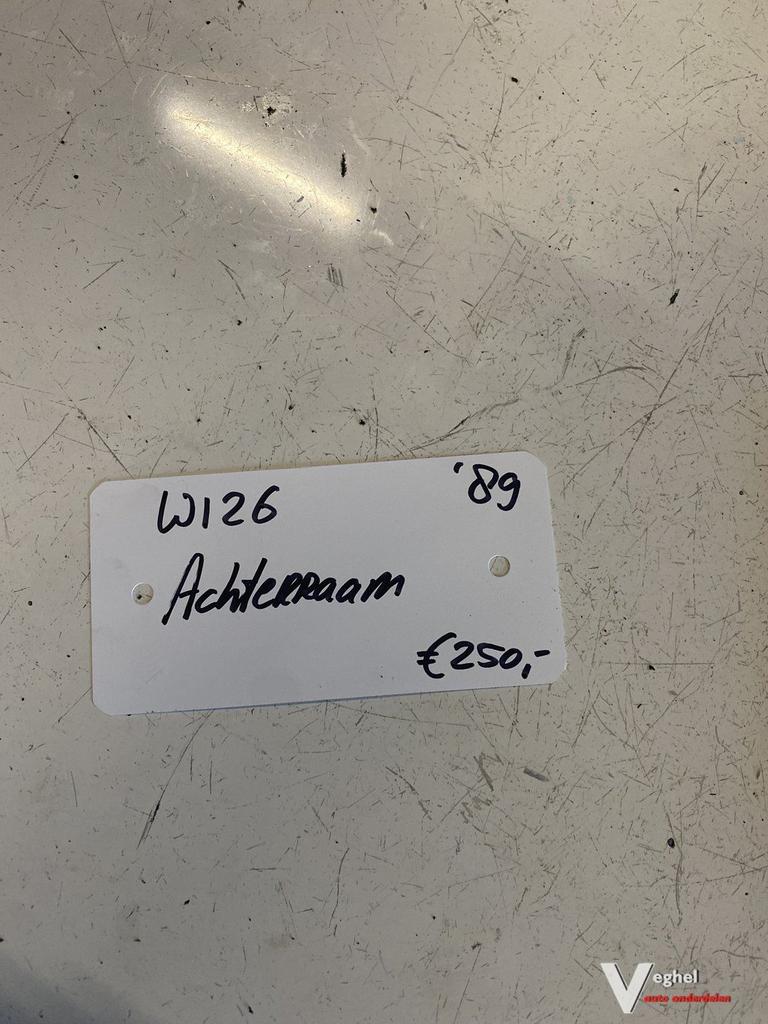 W126 '89
Achterraam
€250,-
Veghel
auto onderdelen